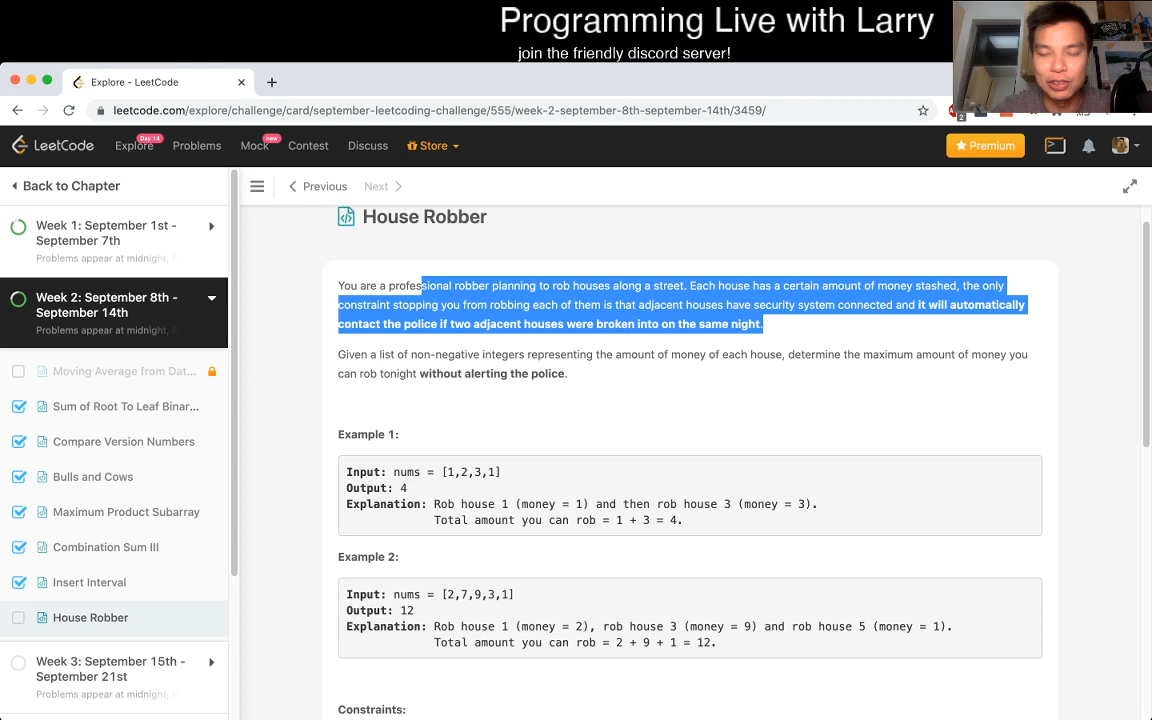 Programming Live with Larry
join the friendly discord server!
Explore - LeetCode
leetcode.com/explore/challenge/card/september-leetcoding-challenge/555/week-2-september-8th-september-14th/3459/
2
LeetCode
Explore
Day 14
Problems
Mock
new
Contest
Discuss
Store
Premium
Back to Chapter
Previous
Next
Week 1: September 1st -
September 7th
Problems appear at midnight,
Week 2: September 8th -
September 14th
Problems appear at midnight,
Moving Average from Dat...
Sum of Root To Leaf Binar...
Compare Version Numbers
Bulls and Cows
Maximum Product Subarray
Combination Sum III
Insert Interval
House Robber
Week 3: September 15th -
September 21st
Problems appear at midnight,
House Robber
You are a professional robber planning to rob houses along a street. Each house has a certain amount of money stashed, the only
constraint stopping you from robbing each of them is that adjacent houses have security system connected and it will automatically
contact the police if two adjacent houses were broken into on the same night.
Given a list of non-negative integers representing the amount of money of each house, determine the maximum amount of money you
can rob tonight without alerting the police.
Example 1:
Input: nums = [1,2,3,1]
Output: 4
Explanation: Rob house 1 (money = 1) and then rob house 3 (money = 3).
Total amount you can rob = 1 + 3 = 4.
Example 2:
Input: nums = [2,7,9,3,1]
Output: 12
Explanation: Rob house 1 (money = 2), rob house 3 (money = 9) and rob house 5 (money = 1).
Total amount you can rob = 2 + 9 + 1 = 12.
Constraints: